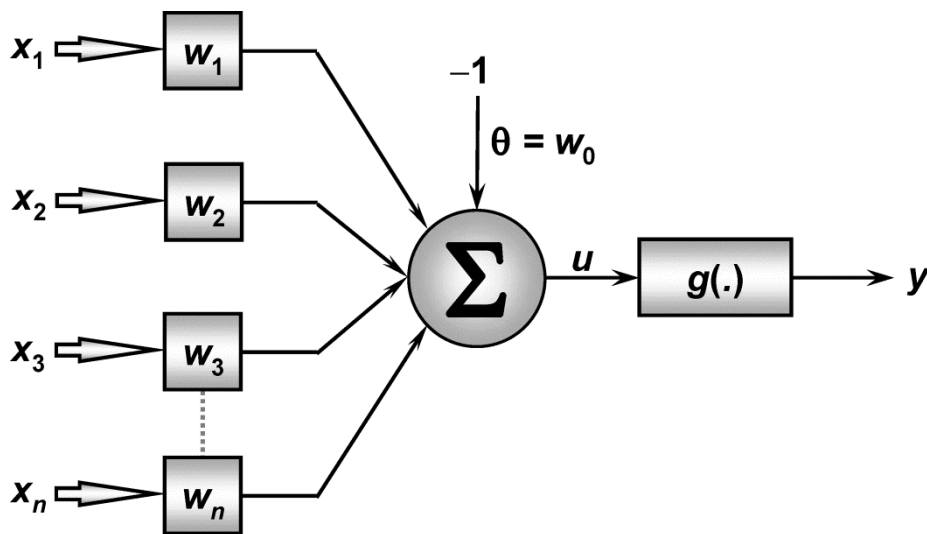 x₁ w₁
−1
θ = w₀
x₂ w₂
Σ u g(.) y
x₃ w₃
xₙ wₙ